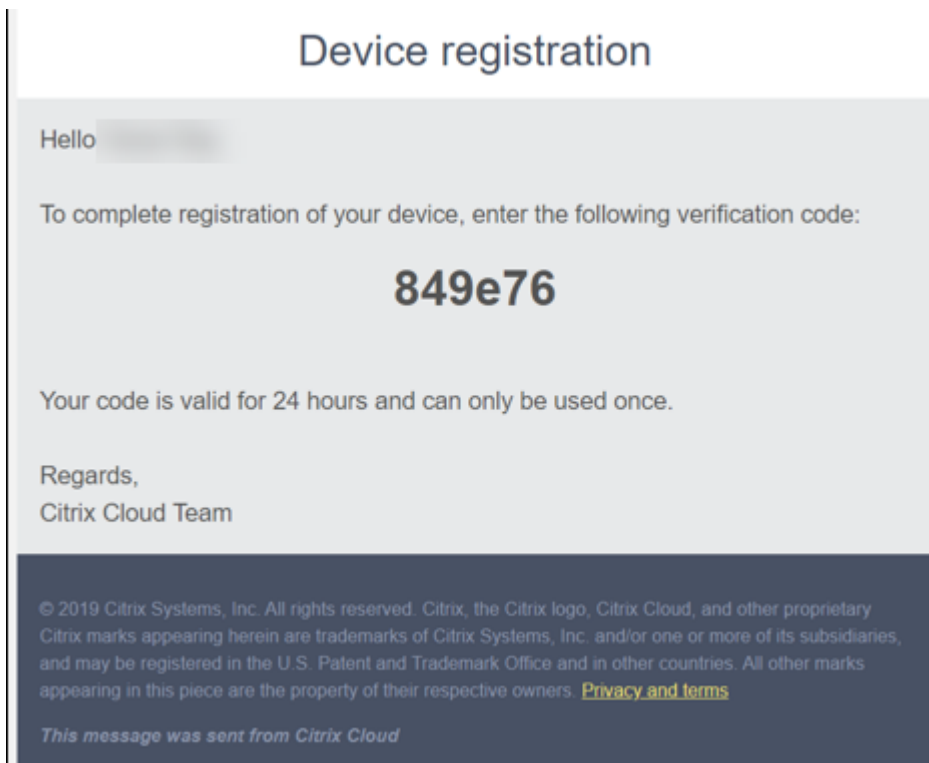 Device registration
Hello
To complete registration of your device, enter the following verification code:
849e76
Your code is valid for 24 hours and can only be used once.
Regards,
Citrix Cloud Team
© 2019 Citrix Systems, Inc. All rights reserved. Citrix, the Citrix logo, Citrix Cloud, and other proprietary
Citrix marks appearing herein are trademarks of Citrix Systems, Inc. and/or one or more of its subsidiaries,
and may be registered in the U.S. Patent and Trademark Office and in other countries. All other marks
appearing in this piece are the property of their respective owners. Privacy and terms
This message was sent from Citrix Cloud